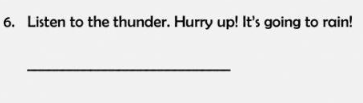 6. Listen to the thunder. Hurry up! It's going to rain!